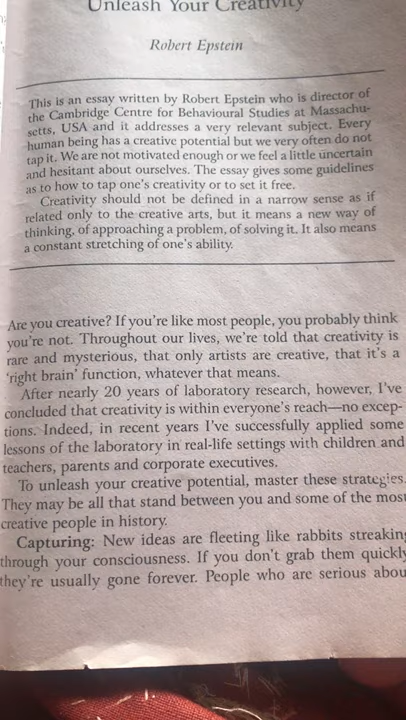 Unleash Your Creativity
Robert Epstein
This is an essay written by Robert Epstein who is director of
the Cambridge Centre for Behavioural Studies at Massachu-
setts, USA and it addresses a very relevant subject. Every
human being has a creative potential but we very often do not
tap it. We are not motivated enough or we feel a little uncertain
and hesitant about ourselves. The essay gives some guidelines
as to how to tap one's creativity or to set it free.
Creativity should not be defined in a narrow sense as if
related only to the creative arts, but it means a new way of
thinking, of approaching a problem, of solving it. It also means
a constant stretching of one's ability.
Are you creative? If you're like most people, you probably think
you're not. Throughout our lives, we're told that creativity is
rare and mysterious, that only artists are creative, that it's a
'right brain' function, whatever that means.
After nearly 20 years of laboratory research, however, I've
concluded that creativity is within everyone's reach—no excep-
tions. Indeed, in recent years I've successfully applied some
lessons of the laboratory in real-life settings with children and
teachers, parents and corporate executives.
To unleash your creative potential, master these strategies.
They may be all that stand between you and some of the most
creative people in history.
Capturing: New ideas are fleeting like rabbits streaking
through your consciousness. If you don't grab them quickly
they're usually gone forever. People who are serious abou